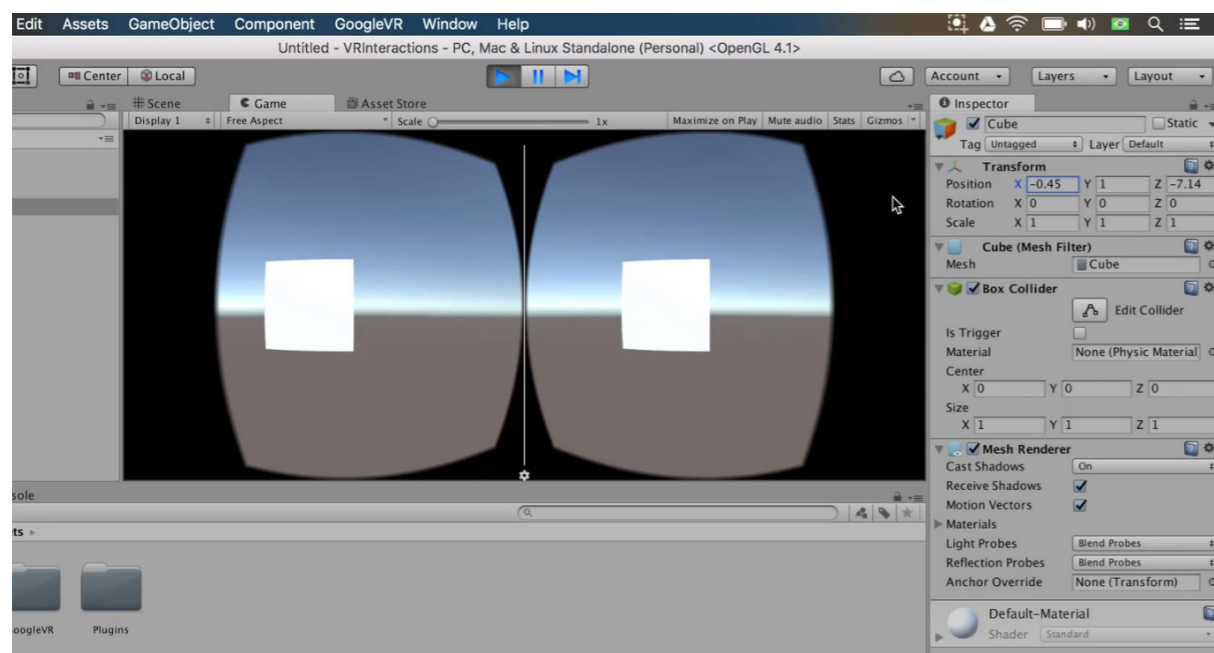 Edit Assets GameObject Component GoogleVR Window Help
Untitled - VRInteractions - PC, Mac & Linux Standalone (Personal) <OpenGL 4.1>
Center Local Account Layers Layout
Scene Game Asset Store Inspector
Display 1 Free Aspect Scale 1x Maximize on Play Mute audio Stats Gizmos Cube Static
Tag Untagged Layer Default
Transform
Position X -0.45 Y 1 Z -7.14
Rotation X 0 Y 0 Z 0
Scale X 1 Y 1 Z 1
Cube (Mesh Filter)
Mesh Cube
Box Collider
Edit Collider
Is Trigger
Material None (Physic Material)
Center
X 0 Y 0 Z 0
Size
X 1 Y 1 Z 1
Mesh Renderer
Cast Shadows On
Receive Shadows
Motion Vectors
Materials
Light Probes Blend Probes
Reflection Probes Blend Probes
Anchor Override None (Transform)
Default-Material
Shader Standard
sole
ts
oogleVR Plugins